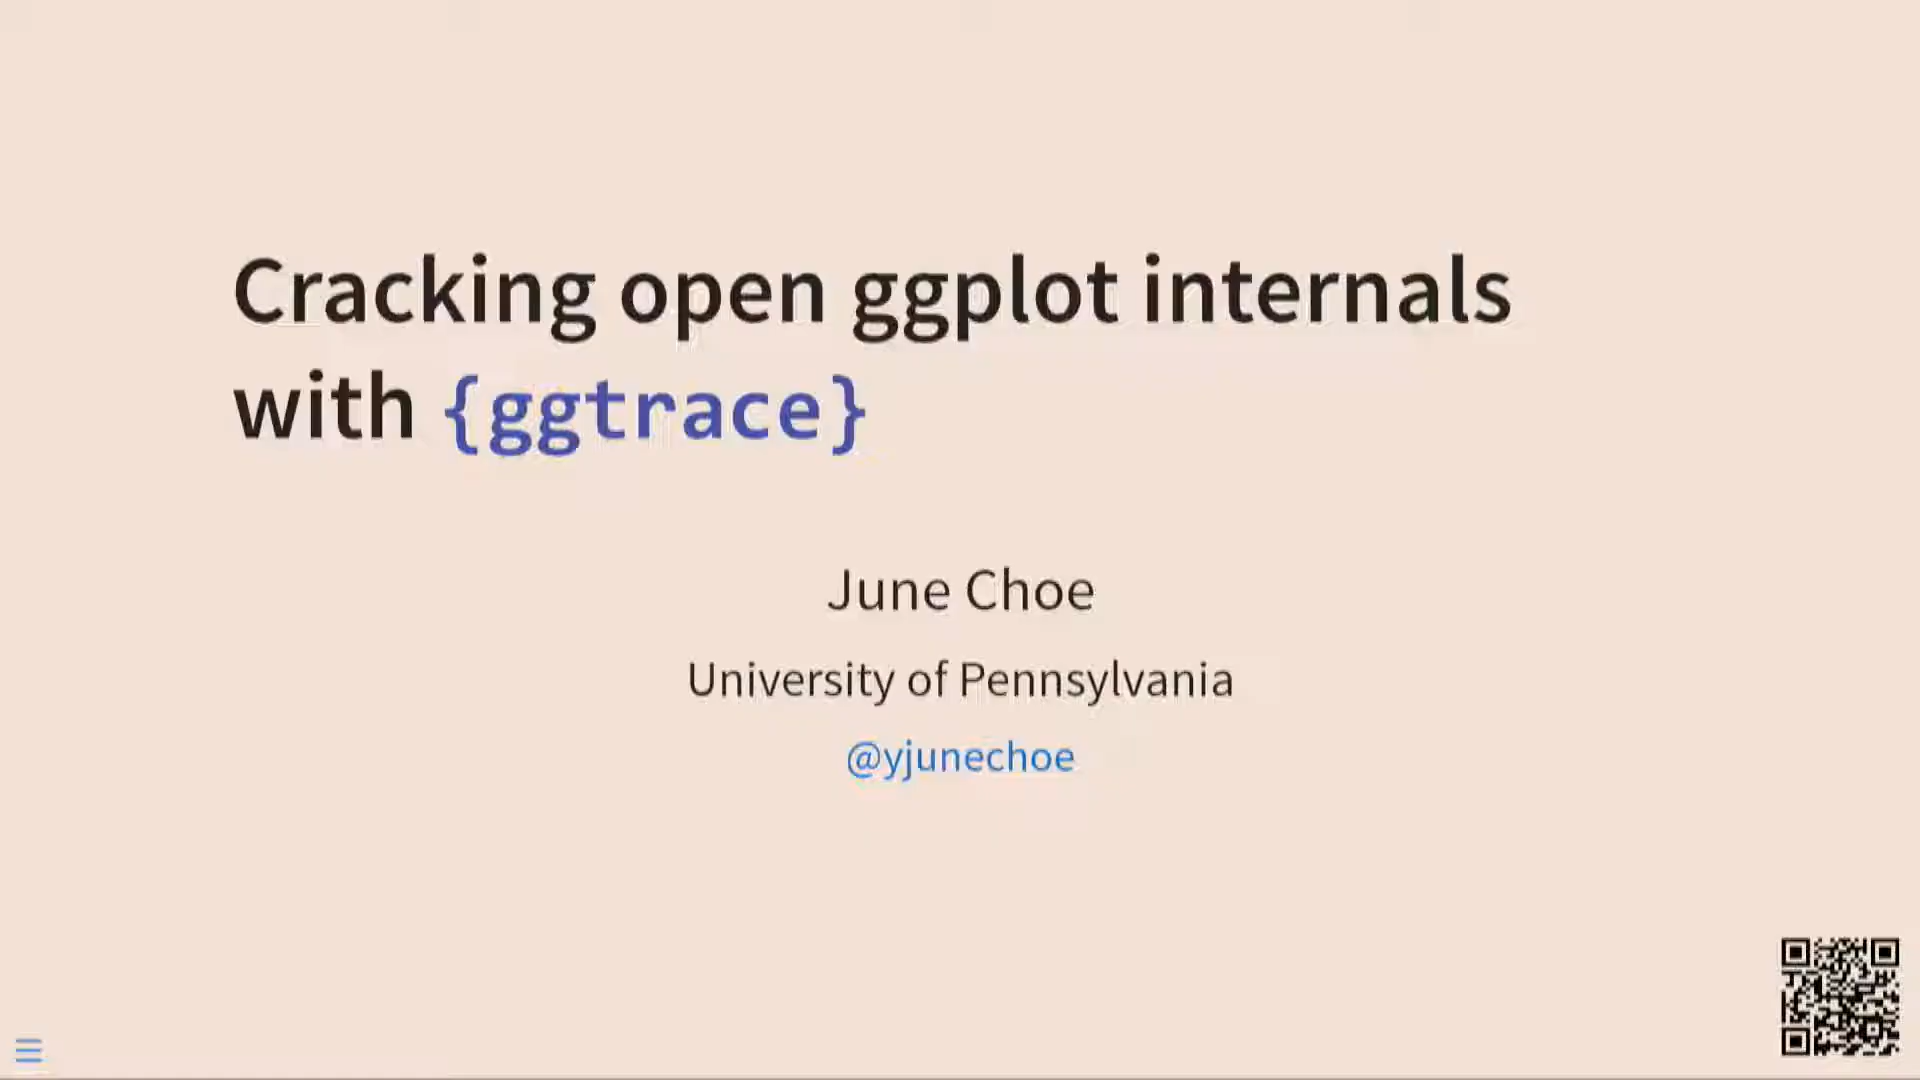 Cracking open ggplot internals
with {ggtrace}
June Choe
University of Pennsylvania
@yjunechoe